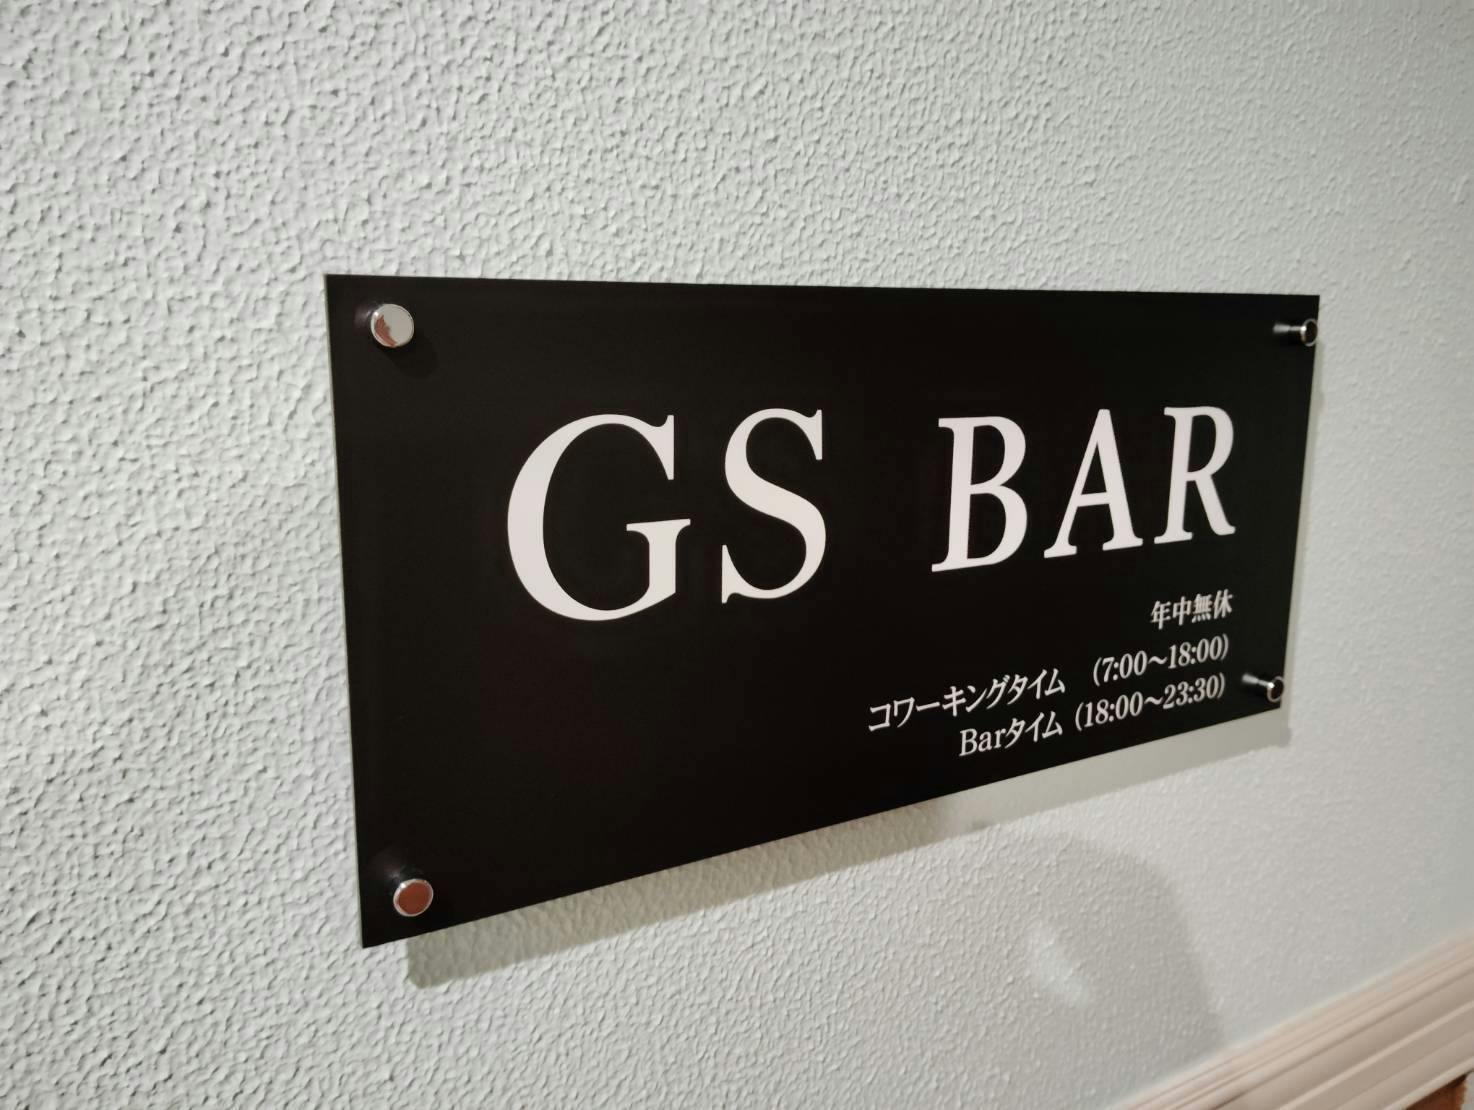 GS BAR
年中無休
コワーキングタイム (7:00～18:00)
Barタイム (18:00～23:30)